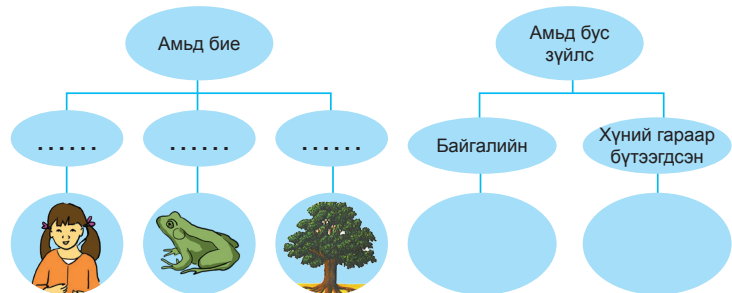 Амьд бие
......
......
......
Амьд бус
зүйлс
Байгалийн
Хүний гараар
бүтээгдсэн